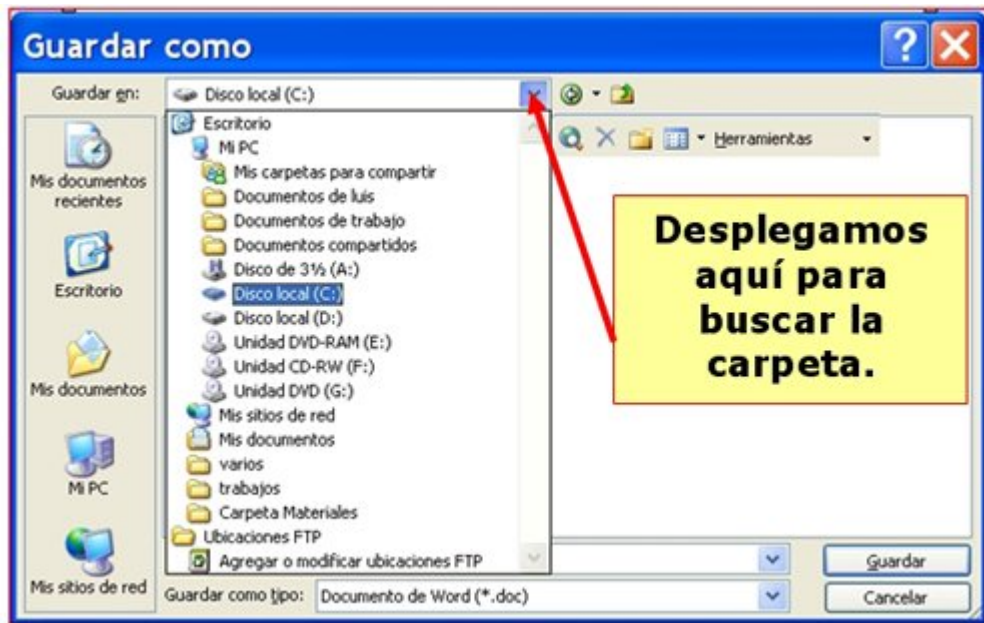 Guardar como
Guardar en:
Disco local (C:)
Escritorio
Mi PC
Mis carpetas para compartir
Documentos de luis
Documentos de trabajo
Documentos compartidos
Disco de 3½ (A:)
Disco local (C:)
Disco local (D:)
Unidad DVD-RAM (E:)
Unidad CD-RW (F:)
Unidad DVD (G:)
Mis sitios de red
Mis documentos
varios
trabajos
Carpeta Materiales
Ubicaciones FTP
Agregar o modificar ubicaciones FTP
Herramientas
Mis documentos
recientes
Escritorio
Mis documentos
Mi PC
Mis sitios de red
Desplegamos
aquí para
buscar la
carpeta.
Guardar
Guardar como tipo:
Documento de Word (*.doc)
Cancelar